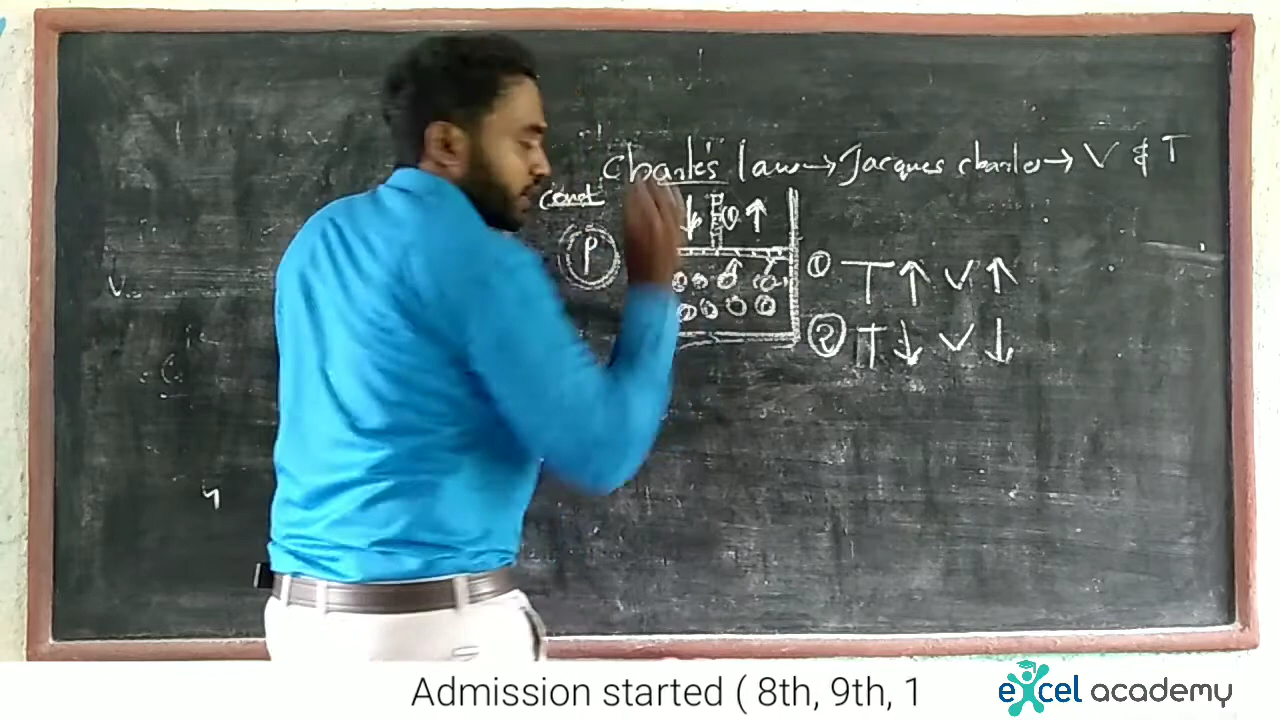 Charle's law → Jacques charles → V & T
const
P
① T↑ V↑
② T↓ V↓
Admission started ( 8th, 9th, 1
excel academy